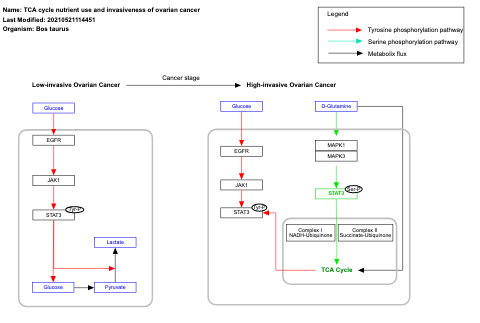 Name: TCA cycle nutrient use and invasiveness of ovarian cancer
Last Modified: 20210521114451
Organism: Bos taurus
Legend
Tyrosine phosphorylation pathway
Serine phosphorylation pathway
Metabolix flux
Cancer stage
Low-invasive Ovarian Cancer
High-invasive Ovarian Cancer
Glucose
Glucose
D-Glutamine
EGFR
EGFR
MAPK1
MAPK3
JAK1
JAK1
STAT3
Ser-P
STAT3
Tyr-P
STAT3
Tyr-P
Complex I
NADH-Ubiquinone
Complex II
Succinate-Ubiquinone
Lactate
TCA Cycle
Glucose
Pyruvate